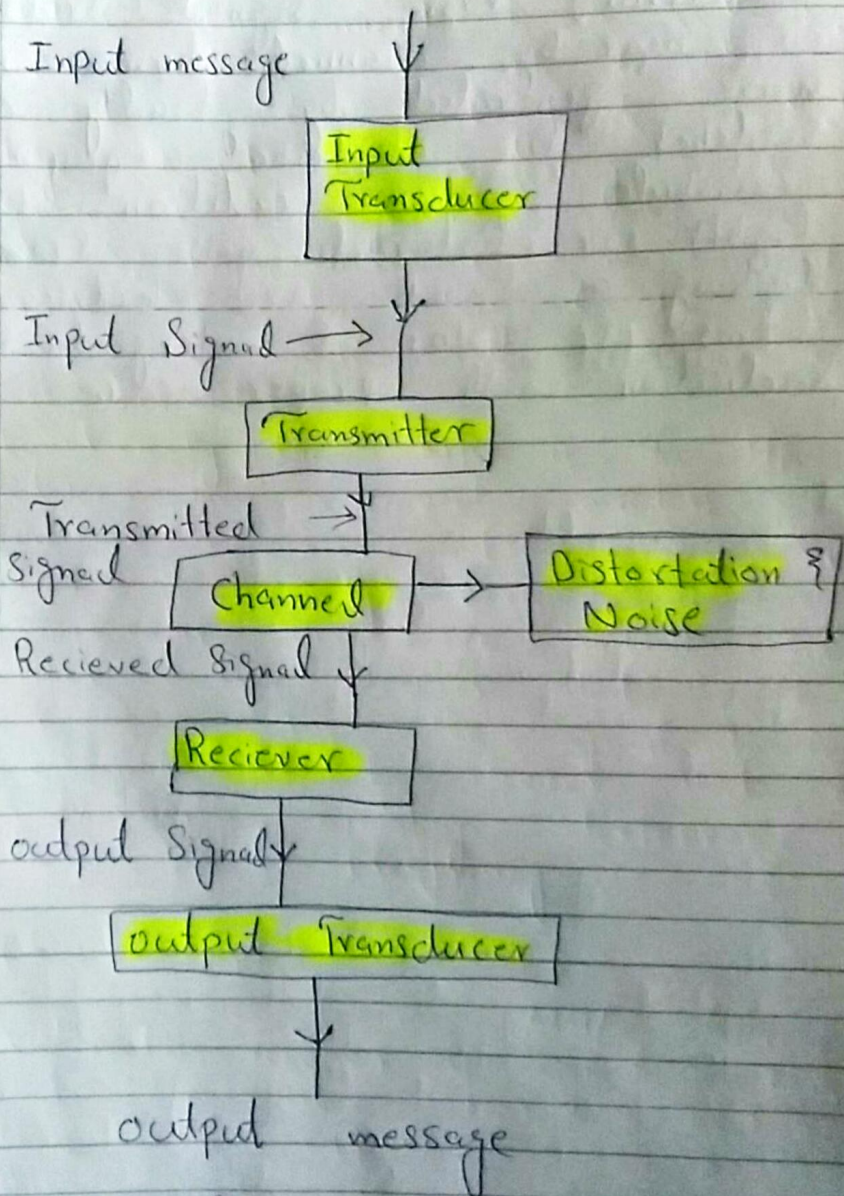 Input message
Input
Transducer
Input Signal
Transmitter
Transmitted
Signal
Channel
Distortation &
Noise
Recieved Signal
Reciever
output Signal
output Transducer
output message